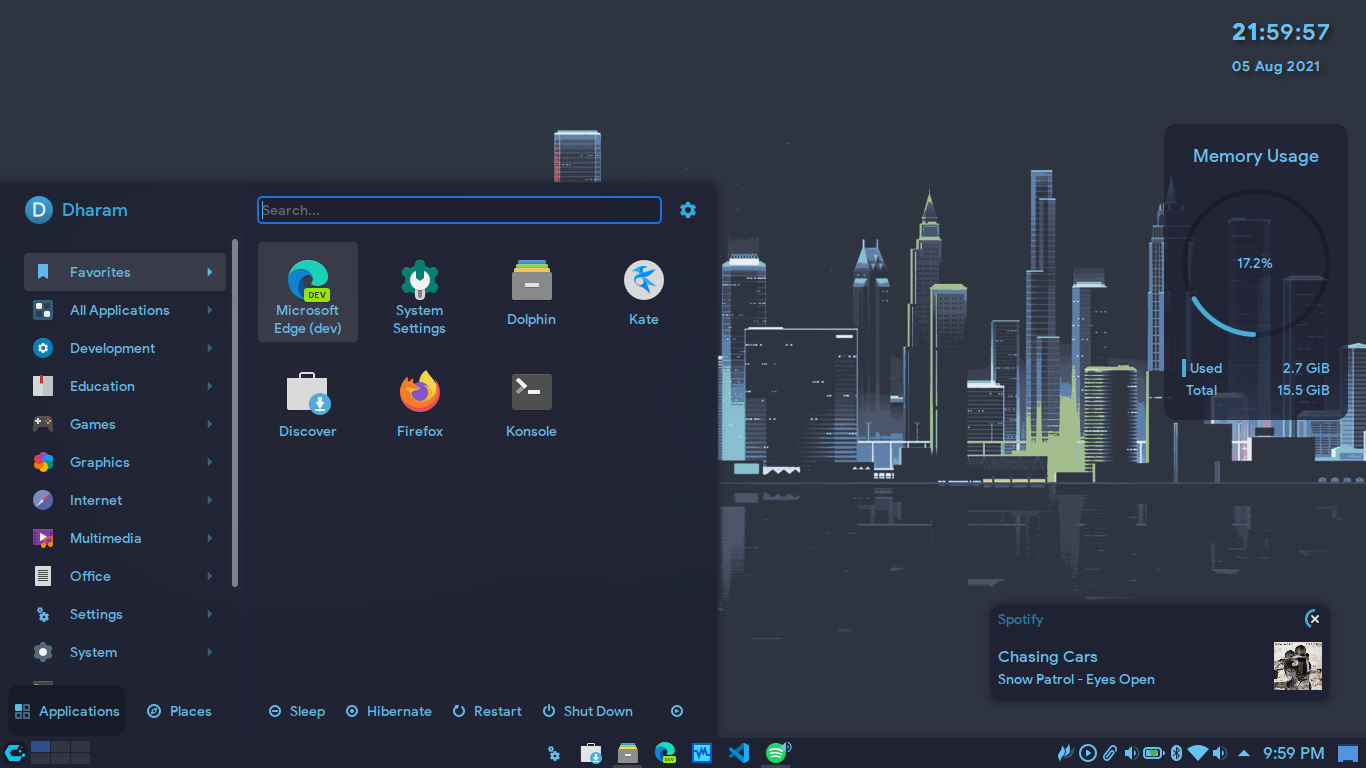 21:59:57
05 Aug 2021
Memory Usage
17.2%
Used 2.7 GiB
Total 15.5 GiB
D Dharam
Search...
Favorites
All Applications
Development
Education
Games
Graphics
Internet
Multimedia
Office
Settings
System
Microsoft
Edge (dev)
DEV
System
Settings
Dolphin
Kate
Discover
Firefox
Konsole
Spotify
Chasing Cars
Snow Patrol - Eyes Open
Applications
Places
Sleep
Hibernate
Restart
Shut Down
DEV
9:59 PM